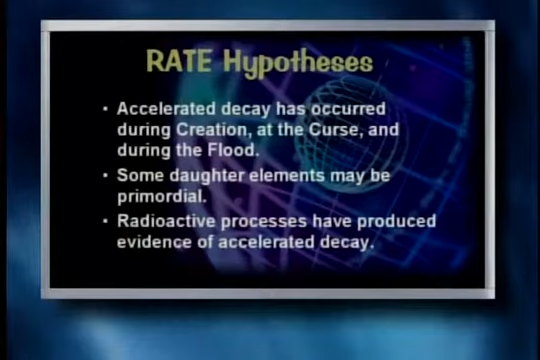 RATE Hypotheses
• Accelerated decay has occurred
during Creation, at the Curse, and
during the Flood.
• Some daughter elements may be
primordial.
• Radioactive processes have produced
evidence of accelerated decay.